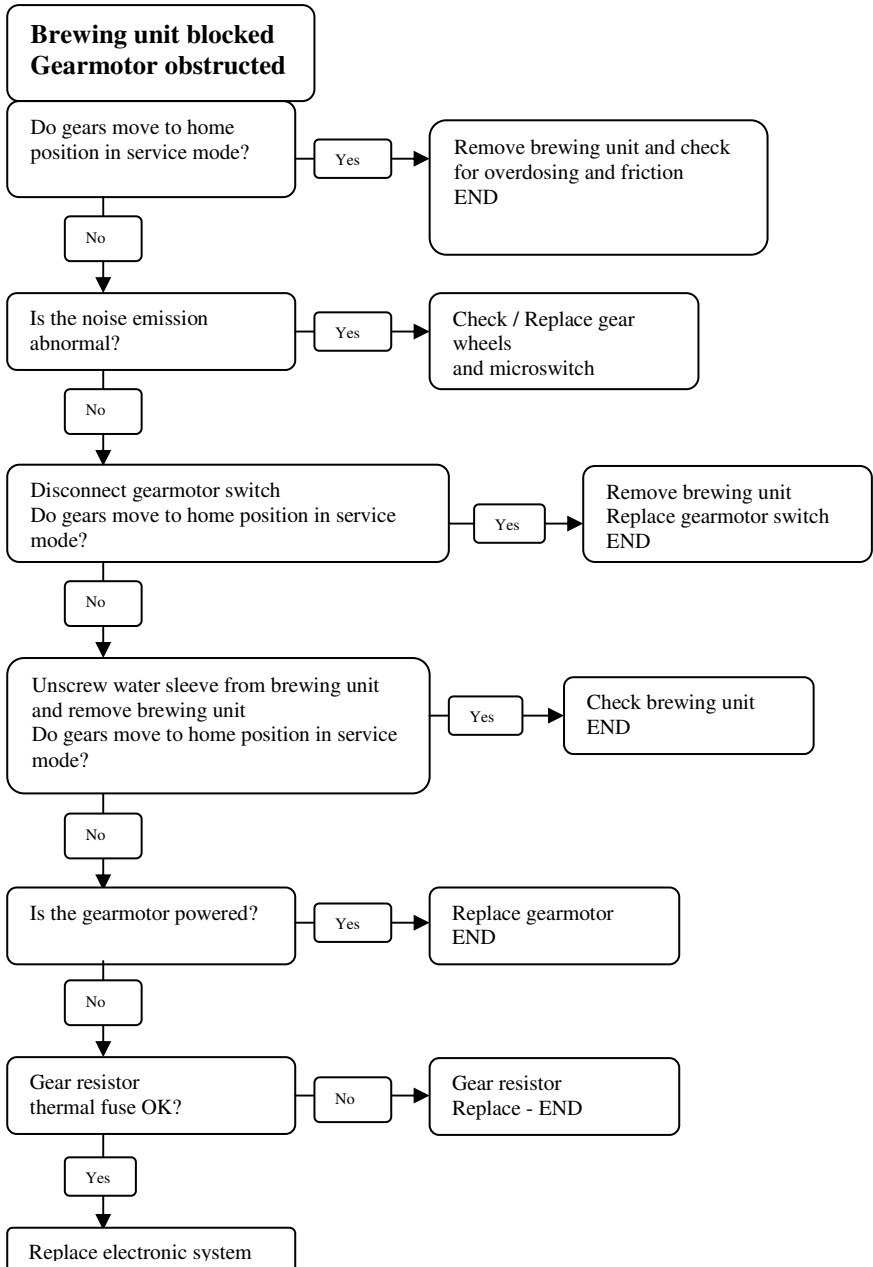 Brewing unit blocked
Gearmotor obstructed
Do gears move to home
position in service mode?
Yes
Remove brewing unit and check
for overdosing and friction
END
No
Is the noise emission
abnormal?
Yes
Check / Replace gear
wheels
and microswitch
No
Disconnect gearmotor switch
Do gears move to home position in service
mode?
Yes
Remove brewing unit
Replace gearmotor switch
END
No
Unscrew water sleeve from brewing unit
and remove brewing unit
Do gears move to home position in service
mode?
Yes
Check brewing unit
END
No
Is the gearmotor powered?
Yes
Replace gearmotor
END
No
Gear resistor
thermal fuse OK?
No
Gear resistor
Replace - END
Yes
Replace electronic system